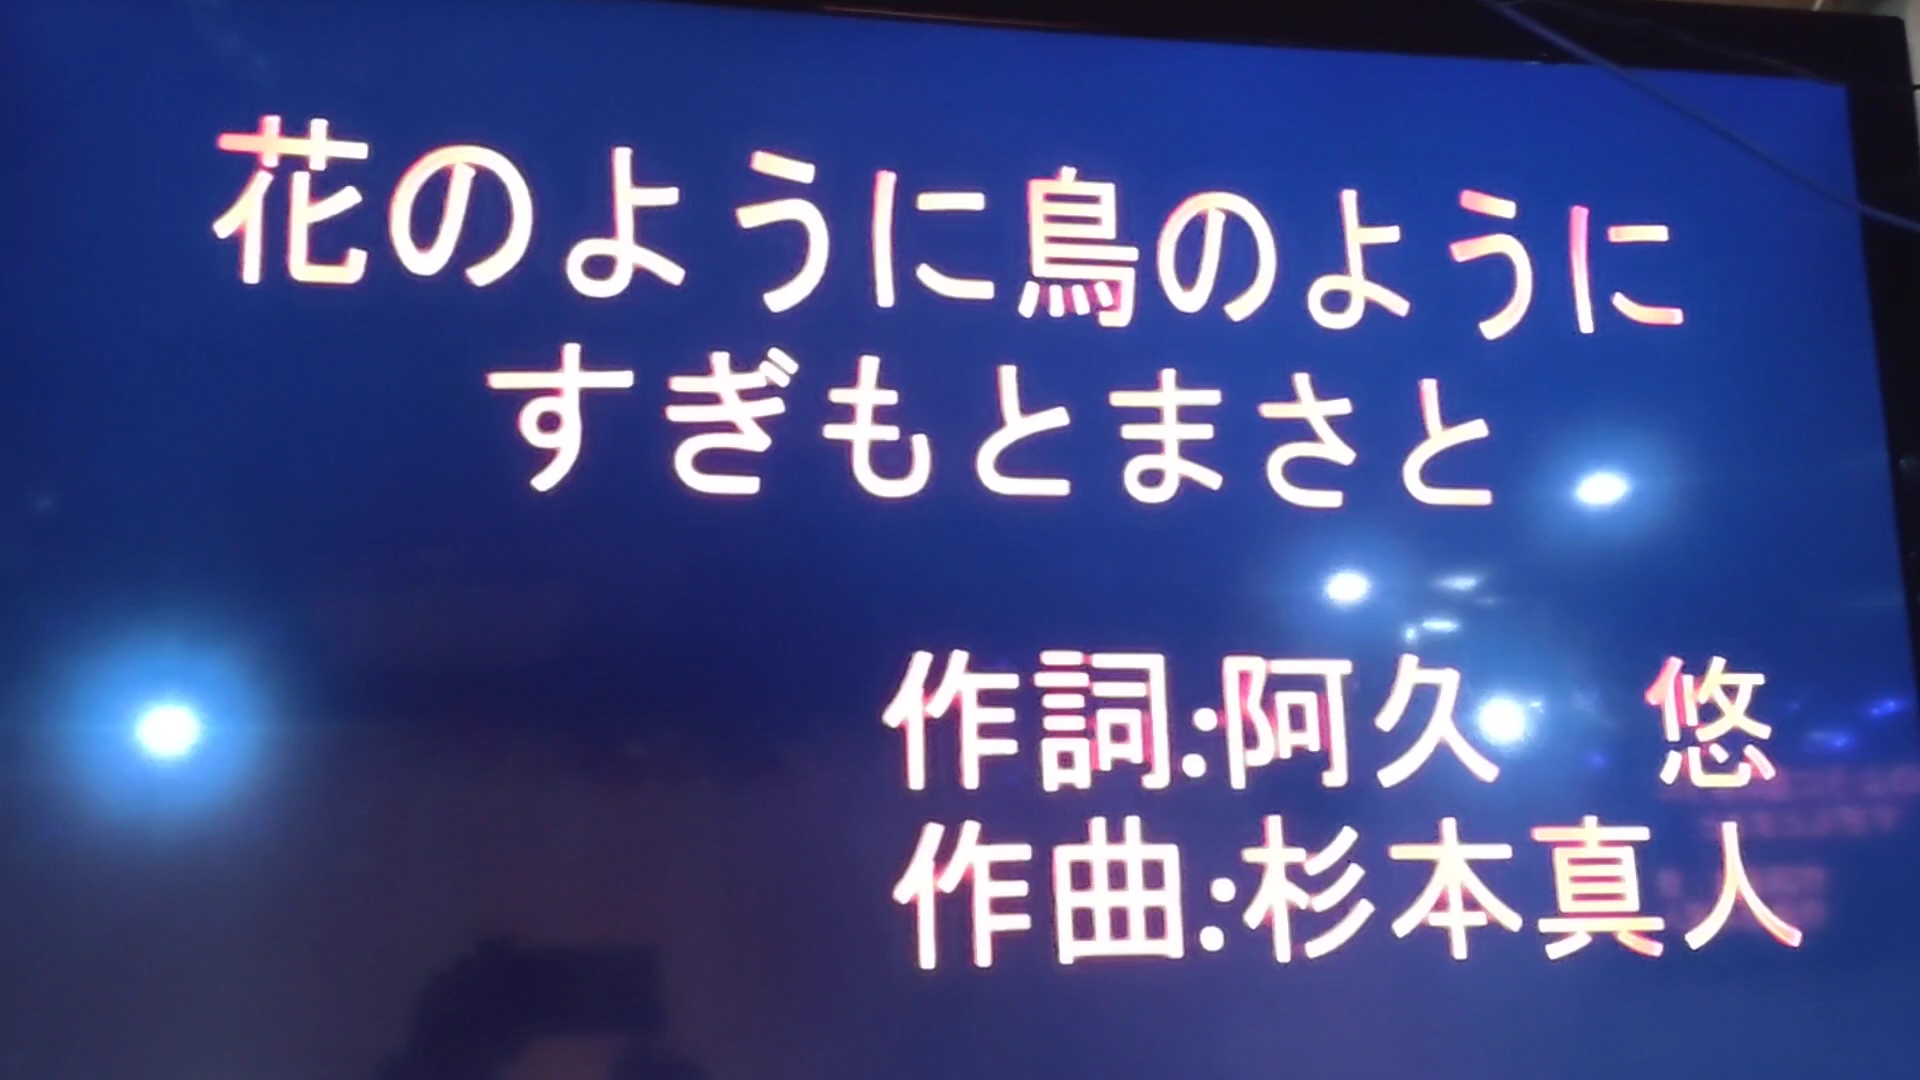 花のように鳥のように
すぎもとまさと
作詞:阿久　悠
作曲:杉本真人